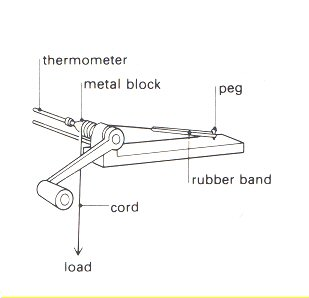 thermometer
metal block
peg
rubber band
cord
load